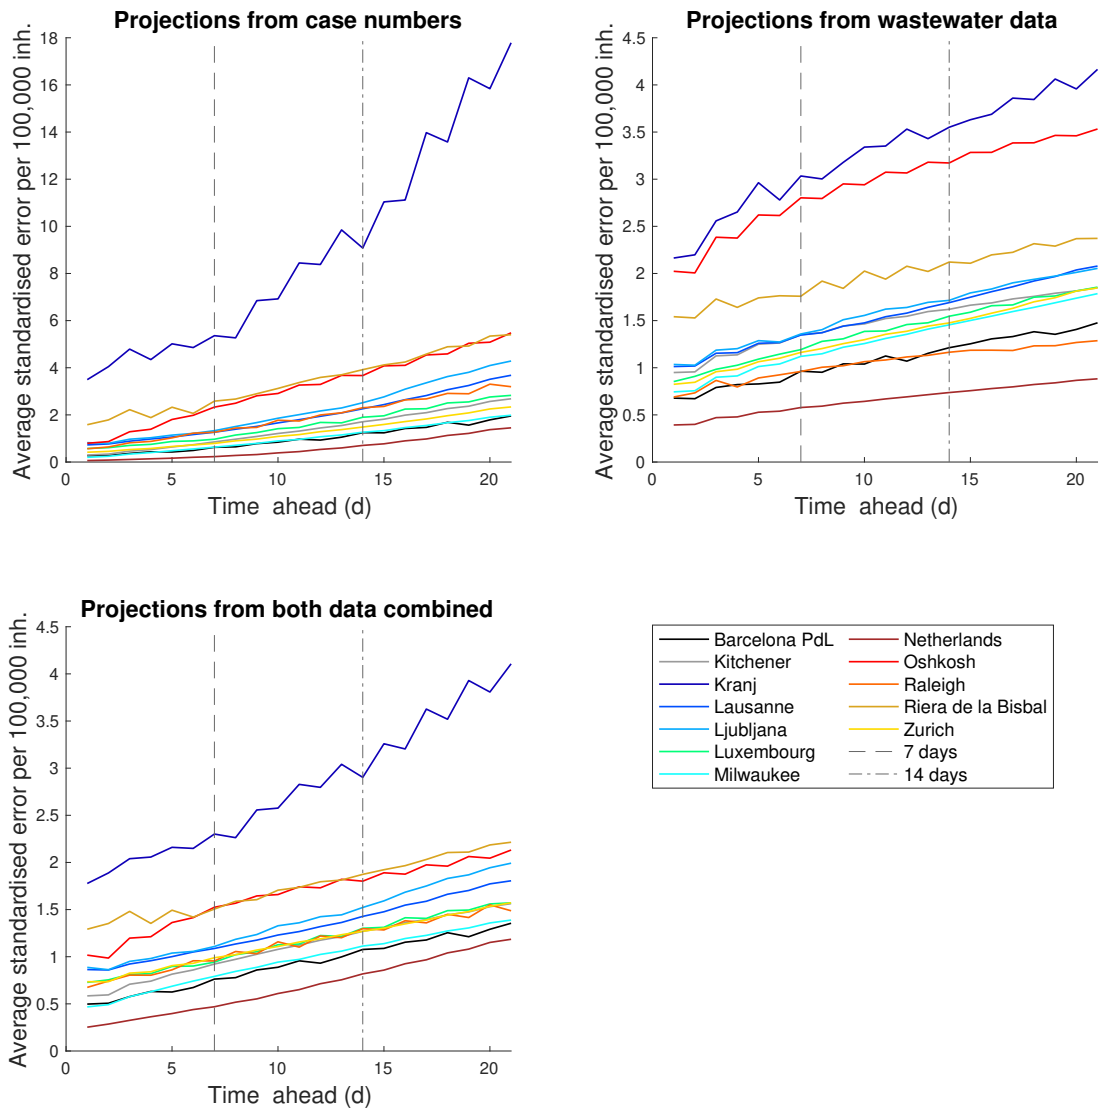 Projections from case numbers
Average standardised error per 100,000 inh.
18
16
14
12
10
8
6
4
2
0
0
5
10
15
20
Time ahead (d)
Projections from wastewater data
Average standardised error per 100,000 inh.
4.5
4
3.5
3
2.5
2
1.5
1
0.5
0
0
5
10
15
20
Time ahead (d)
Projections from both data combined
Average standardised error per 100,000 inh.
4.5
4
3.5
3
2.5
2
1.5
1
0.5
0
0
5
10
15
20
Time ahead (d)
Barcelona PdL
Kitchener
Kranj
Lausanne
Ljubljana
Luxembourg
Milwaukee
Netherlands
Oshkosh
Raleigh
Riera de la Bisbal
Zurich
7 days
14 days